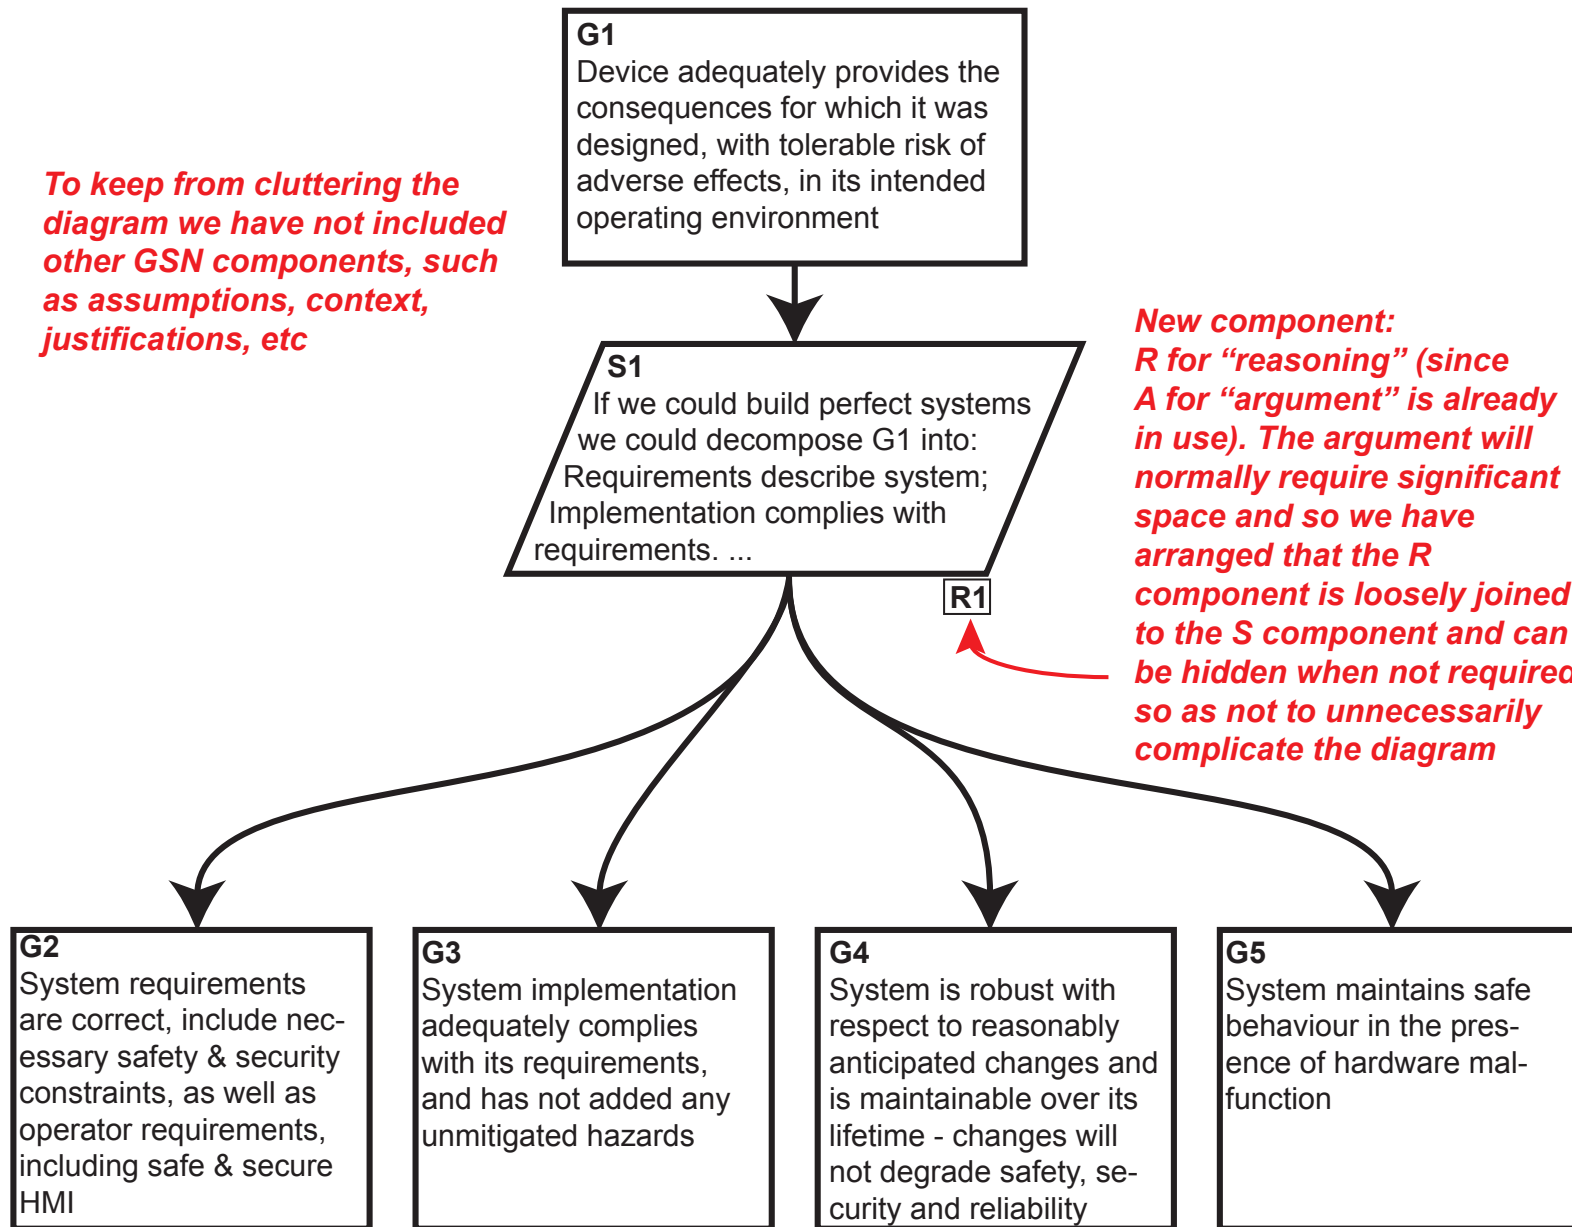 G1
Device adequately provides the
consequences for which it was
designed, with tolerable risk of
adverse effects, in its intended
operating environment
To keep from cluttering the
diagram we have not included
other GSN components, such
as assumptions, context,
justifications, etc
S1
If we could build perfect systems
we could decompose G1 into:
Requirements describe system;
Implementation complies with
requirements. ...
R1
New component:
R for “reasoning” (since
A for “argument” is already
in use). The argument will
normally require significant
space and so we have
arranged that the R
component is loosely joined
to the S component and can
be hidden when not required
so as not to unnecessarily
complicate the diagram
G2
System requirements
are correct, include nec-
essary safety & security
constraints, as well as
operator requirements,
including safe & secure
HMI
G3
System implementation
adequately complies
with its requirements,
and has not added any
unmitigated hazards
G4
System is robust with
respect to reasonably
anticipated changes and
is maintainable over its
lifetime - changes will
not degrade safety, se-
curity and reliability
G5
System maintains safe
behaviour in the pres-
ence of hardware mal-
function